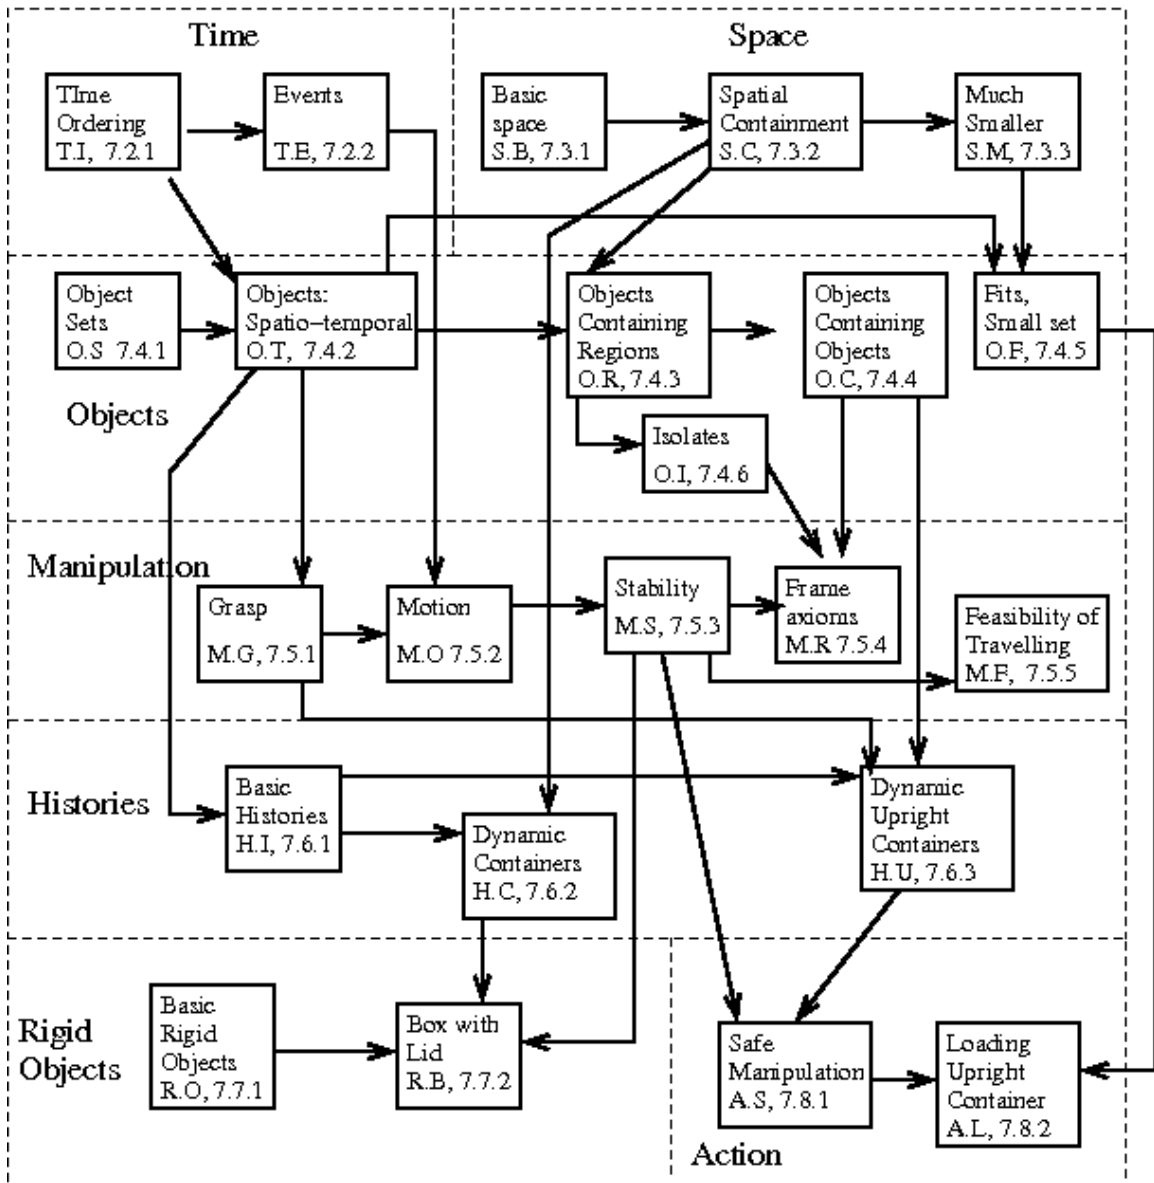 Time
Space
TIme
Ordering
T.I, 7.2.1
Events
T.E, 7.2.2
Basic
space
S.B, 7.3.1
Spatial
Containment
S.C, 7.3.2
Much
Smaller
S.M, 7.3.3
Object
Sets
O.S 7.4.1
Objects:
Spatio-temporal
O.T, 7.4.2
Objects
Containing
Regions
O.R, 7.4.3
Objects
Containing
Objects
O.C, 7.4.4
Fits,
Small set
O.F, 7.4.5
Objects
Isolates
O.I, 7.4.6
Manipulation
Grasp
M.G, 7.5.1
Motion
M.O 7.5.2
Stability
M.S, 7.5.3
Frame
axioms
M.R 7.5.4
Feasibility of
Travelling
M.F, 7.5.5
Histories
Basic
Histories
H.I, 7.6.1
Dynamic
Containers
H.C, 7.6.2
Dynamic
Upright
Containers
H.U, 7.6.3
Rigid
Objects
Basic
Rigid
Objects
R.O, 7.7.1
Box with
Lid
R.B, 7.7.2
Safe
Manipulation
A.S, 7.8.1
Loading
Upright
Container
A.L, 7.8.2
Action